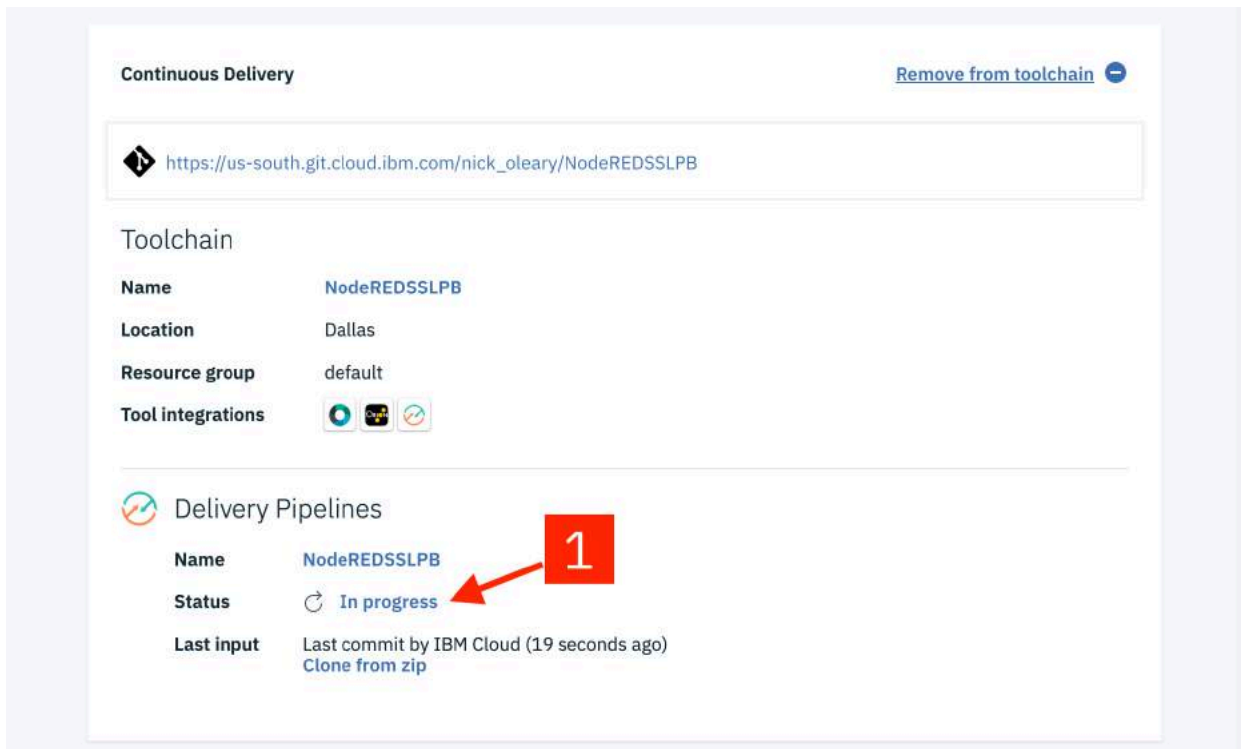 Continuous Delivery
Remove from toolchain
https://us-south.git.cloud.ibm.com/nick_oleary/NodeREDSSLPB
Toolchain
Name NodeREDSSLPB
Location Dallas
Resource group default
Tool integrations
Delivery Pipelines
1
Name NodeREDSSLPB
Status In progress
Last input Last commit by IBM Cloud (19 seconds ago)
Clone from zip